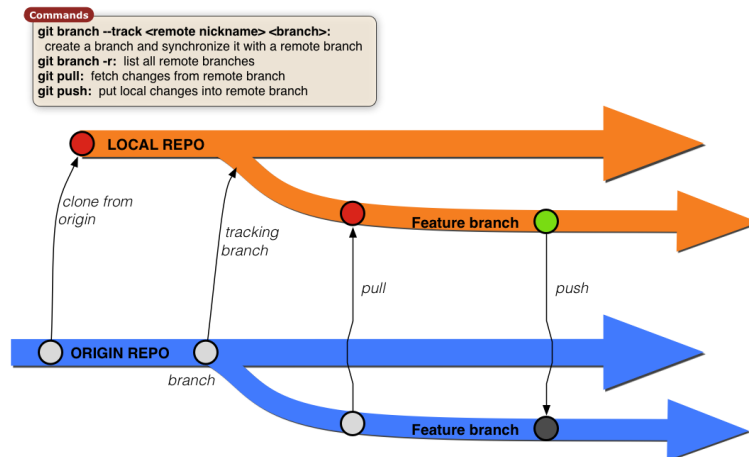 Commands
git branch --track <remote nickname> <branch>:
create a branch and synchronize it with a remote branch
git branch -r: list all remote branches
git pull: fetch changes from remote branch
git push: put local changes into remote branch
LOCAL REPO
clone from
origin
tracking
branch
Feature branch
pull
push
ORIGIN REPO
branch
Feature branch